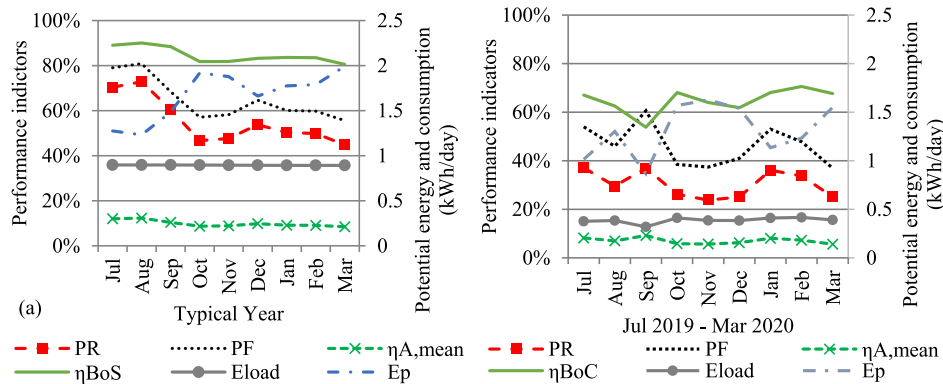 100%
80%
60%
40%
20%
0%
Performance indictors
2.5
2
1.5
1
0.5
0
Potential energy and consumption
(kWh/day)
Jul
Aug
Sep
Oct
Nov
Dec
Jan
Feb
Mar
(a)
Typical Year
PR
PF
ηA,mean
ηBoS
Eload
Ep
100%
80%
60%
40%
20%
0%
Performance indicators
2.5
2
1.5
1
0.5
0
Potential energy and consumption
(kWh/day)
Jul
Aug
Sep
Oct
Nov
Dec
Jan
Feb
Mar
Jul 2019 - Mar 2020
PR
PF
ηA,mean
ηBoC
Eload
Ep